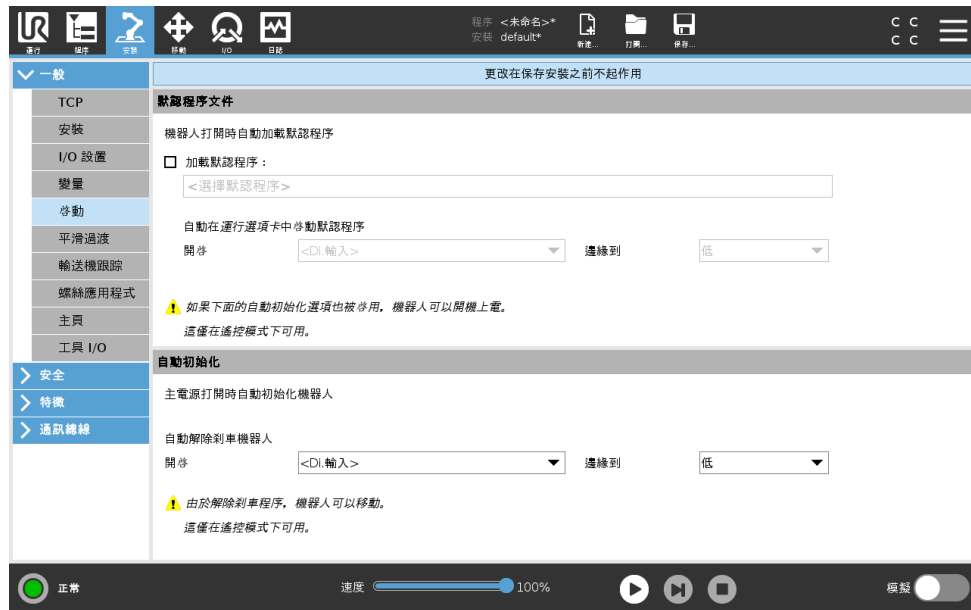 UR
程序 <未命名>*
安裝 default*
C C
C C
運行 程序 安裝 移動 I/O 日誌 新建... 打開... 保存...
一般
更改在保存安裝之前不起作用
TCP
安裝
I/O 設置
變量
啓動
平滑過渡
輸送機跟踪
螺絲應用程式
主頁
工具 I/O
安全
特徵
通訊總線
默認程序文件
機器人打開時自動加載默認程序
加載默認程序：
<選擇默認程序>
自動在運行選項卡中啓動默認程序
開啓 <DI.輸入> 邊緣到 低
如果下面的自動初始化選項也被啓用，機器人可以開機上電。
這僅在遙控模式下可用。
自動初始化
主電源打開時自動初始化機器人
自動解除剎車機器人
開啓 <DI.輸入> 邊緣到 低
由於解除剎車程序，機器人可以移動。
這僅在遙控模式下可用。
正常 速度 100% 模擬